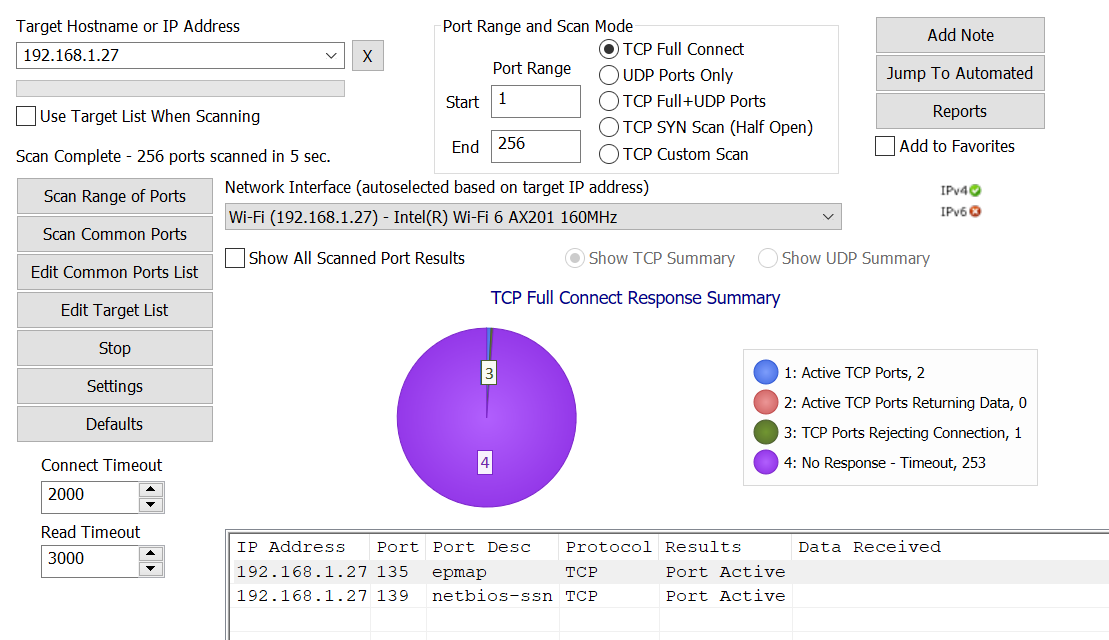 Target Hostname or IP Address
192.168.1.27
X
Use Target List When Scanning
Scan Complete - 256 ports scanned in 5 sec.
Port Range and Scan Mode
Port Range
Start 1
End 256
TCP Full Connect
UDP Ports Only
TCP Full+UDP Ports
TCP SYN Scan (Half Open)
TCP Custom Scan
Add Note
Jump To Automated
Reports
Add to Favorites
IPv4
IPv6
Scan Range of Ports
Scan Common Ports
Edit Common Ports List
Edit Target List
Stop
Settings
Defaults
Connect Timeout
2000
Read Timeout
3000
Network Interface (autoselected based on target IP address)
Wi-Fi (192.168.1.27) - Intel(R) Wi-Fi 6 AX201 160MHz
Show All Scanned Port Results
Show TCP Summary
Show UDP Summary
TCP Full Connect Response Summary
3
4
1: Active TCP Ports, 2
2: Active TCP Ports Returning Data, 0
3: TCP Ports Rejecting Connection, 1
4: No Response - Timeout, 253
IP Address Port Port Desc Protocol Results Data Received
192.168.1.27 135 epmap TCP Port Active
192.168.1.27 139 netbios-ssn TCP Port Active